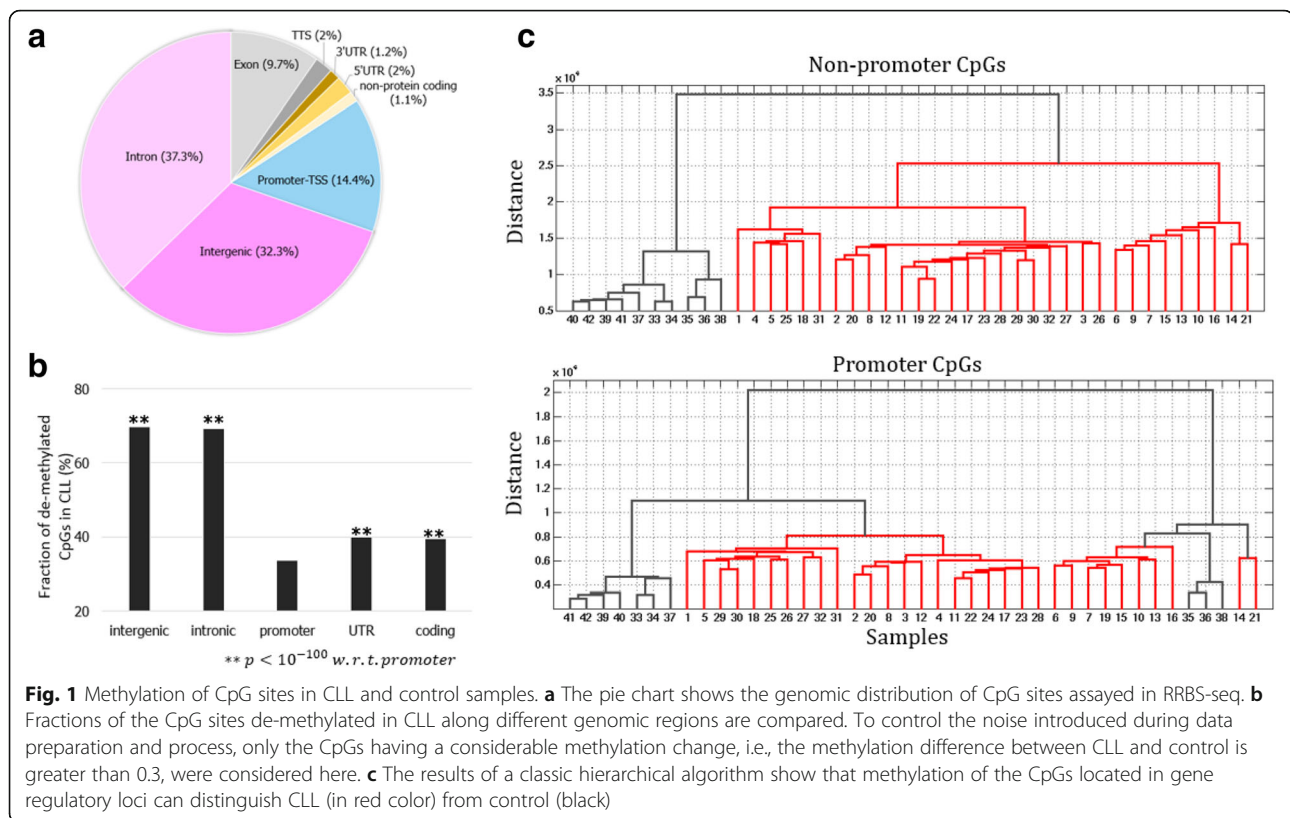 a
TTS (2%)
3'UTR (1.2%)
Exon (9.7%)
5'UTR (2%)
non-protein coding
(1.1%)
Intron (37.3%)
Promoter-TSS (14.4%)
Intergenic (32.3%)
b
Fraction of de-methylated
CpGs in CLL (%)
80
60
40
20
** ** ** **
intergenic intronic promoter UTR coding
** p < 10^-100 w.r.t.promoter
c
Non-promoter CpGs
Distance
3.5
3
2.5
2
1.5
1
0.5
40 42 39 41 37 33 34 35 36 38 1 4 5 25 18 31 2 20 8 12 11 19 22 24 17 23 28 29 30 32 27 3 26 6 9 7 15 13 10 16 14 21
Promoter CpGs
Distance
2
1.8
1.6
1.4
1.2
1
0.8
0.6
0.4
41 42 39 40 33 34 37 1 5 29 30 18 25 26 27 32 31 2 20 8 3 12 4 11 22 24 17 23 28 6 9 7 19 15 10 13 16 35 36 38 14 21
Samples
Fig. 1 Methylation of CpG sites in CLL and control samples. a The pie chart shows the genomic distribution of CpG sites assayed in RRBS-seq. b
Fractions of the CpG sites de-methylated in CLL along different genomic regions are compared. To control the noise introduced during data
preparation and process, only the CpGs having a considerable methylation change, i.e., the methylation difference between CLL and control is
greater than 0.3, were considered here. c The results of a classic hierarchical algorithm show that methylation of the CpGs located in gene
regulatory loci can distinguish CLL (in red color) from control (black)